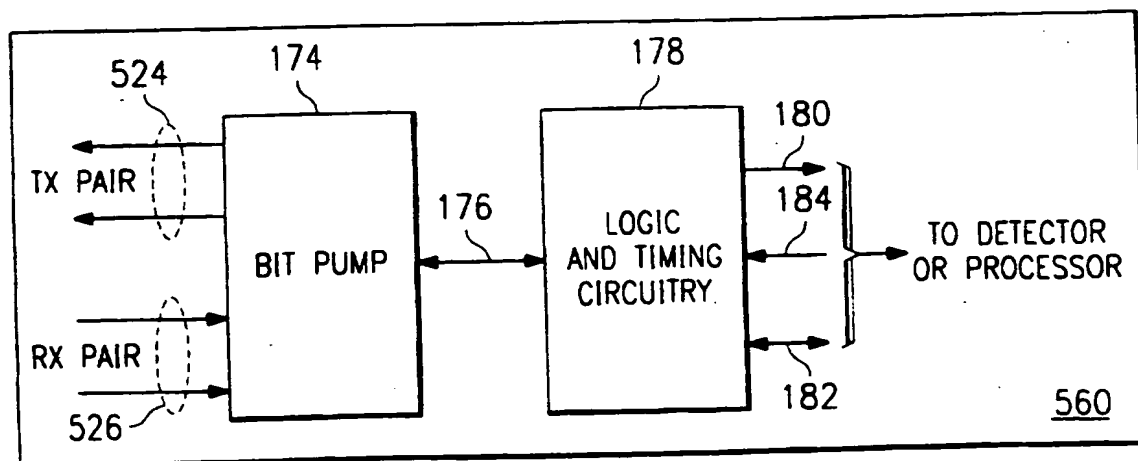 524
174
178
180
TX PAIR
184
176
BIT PUMP
LOGIC
AND TIMING
CIRCUITRY
TO DETECTOR
OR PROCESSOR
RX PAIR
526
182
560